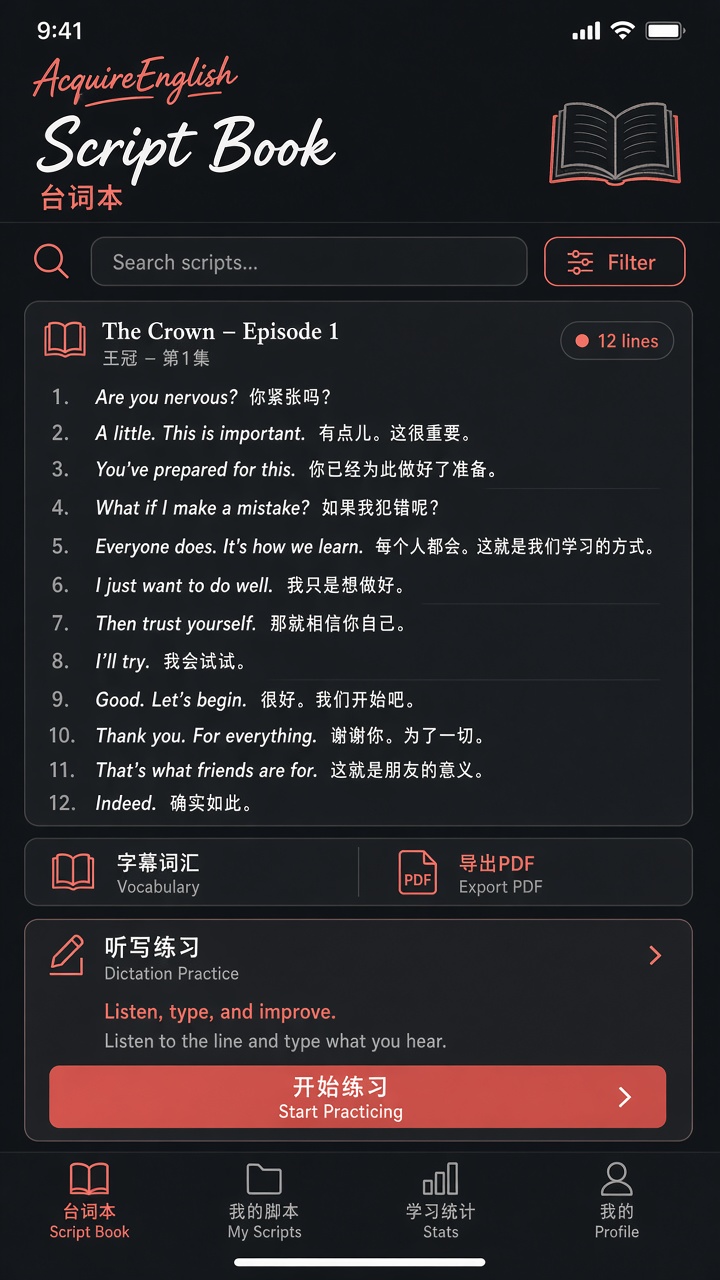 9:41
AcquireEnglish
Script Book
台词本
Search scripts...
Filter
The Crown – Episode 1
王冠 – 第1集
12 lines
1. Are you nervous? 你紧张吗?
2. A little. This is important. 有点儿。这很重要。
3. You've prepared for this. 你已经为此做好了准备。
4. What if I make a mistake? 如果我犯错呢?
5. Everyone does. It's how we learn. 每个人都会。这就是我们学习的方式。
6. I just want to do well. 我只是想做好。
7. Then trust yourself. 那就相信你自己。
8. I'll try. 我会试试。
9. Good. Let's begin. 很好。我们开始吧。
10. Thank you. For everything. 谢谢你。为了一切。
11. That's what friends are for. 这就是朋友的意义。
12. Indeed. 确实如此。
字幕词汇
Vocabulary
PDF
导出PDF
Export PDF
听写练习
Dictation Practice
Listen, type, and improve.
Listen to the line and type what you hear.
开始练习
Start Practicing
台词本
Script Book
我的脚本
My Scripts
学习统计
Stats
我的
Profile